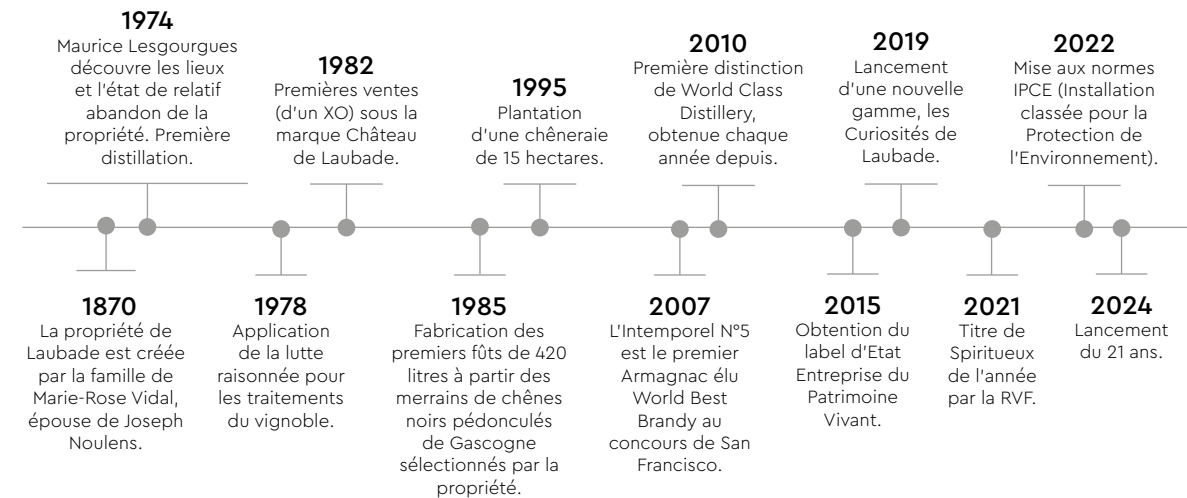 1974
Maurice Lesgourgues
découvre les lieux
et l'état de relatif
abandon de la
propriété. Première
distillation.
1982
Premières ventes
(d'un XO) sous la
marque Château
de Laubade.
1995
Plantation
d'une chêneraie
de 15 hectares.
2010
Première distinction
de World Class
Distillery,
obtenue chaque
année depuis.
2019
Lancement
d'une nouvelle
gamme, les
Curiosités de
Laubade.
2022
Mise aux normes
IPCE (Installation
classée pour la
Protection de
l'Environnement).
1870
La propriété de
Laubade est créée
par la famille de
Marie-Rose Vidal,
épouse de Joseph
Noulens.
1978
Application
de la lutte
raisonnée pour
les traitements
du vignoble.
1985
Fabrication des
premiers fûts de 420
litres à partir des
merrains de chênes
noirs pédonculés
de Gascogne
sélectionnés par la
propriété.
2007
L'Intemporel N°5
est le premier
Armagnac élu
World Best
Brandy au
concours de San
Francisco.
2015
Obtention du
label d'Etat
Entreprise du
Patrimoine
Vivant.
2021
Titre de
Spiritueux
de l'année
par la RVF.
2024
Lancement
du 21 ans.